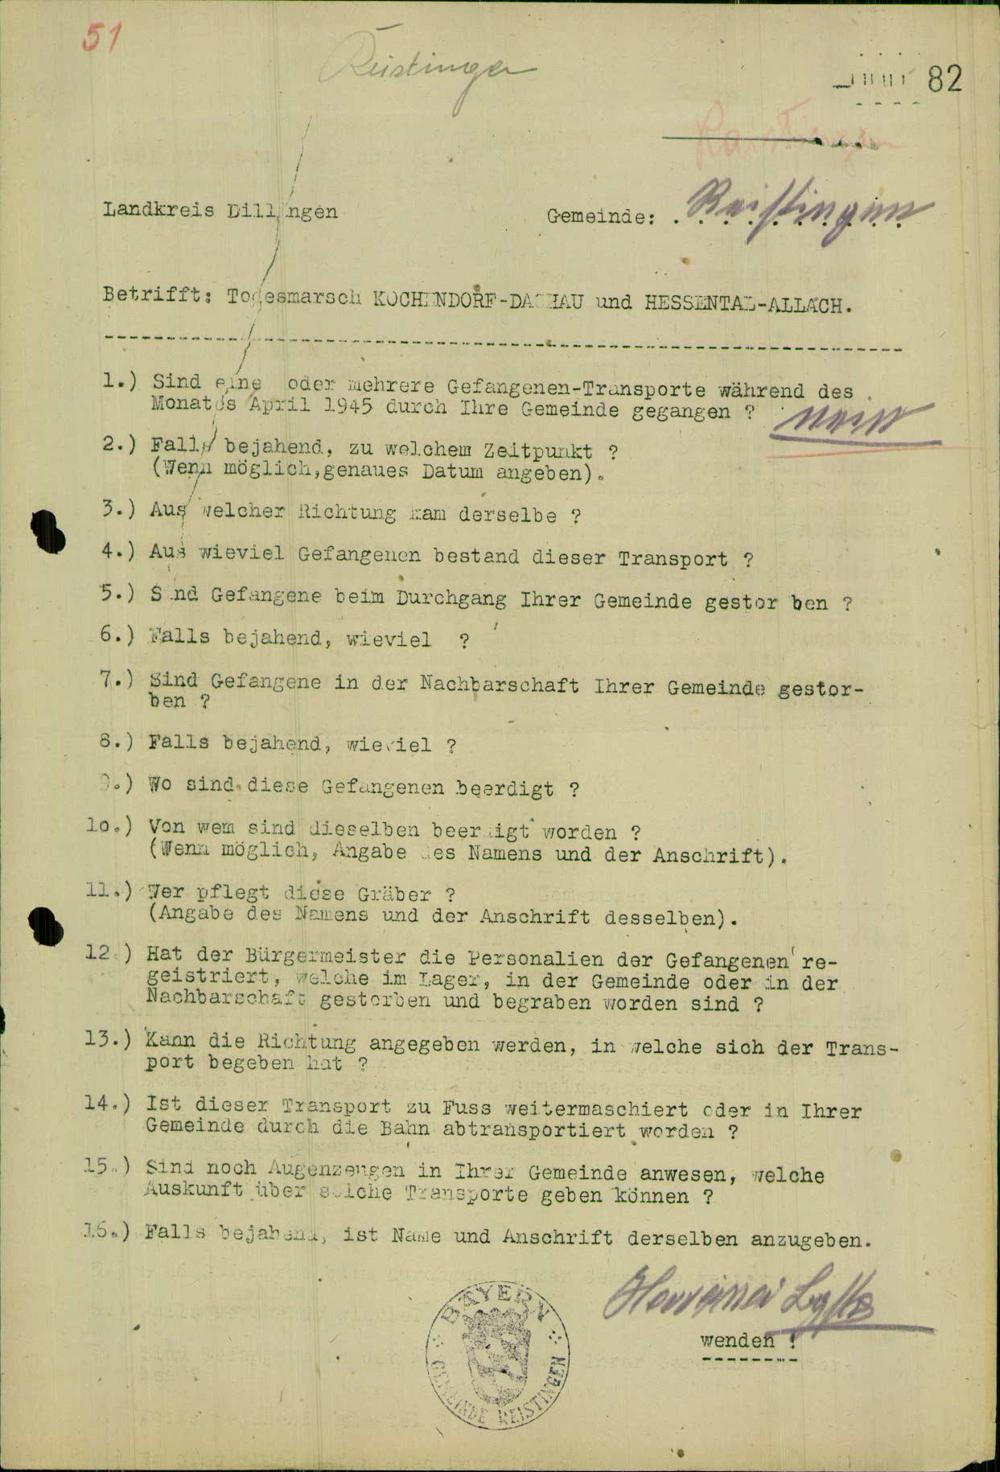 51
Reistingen
82
Reistingen
Landkreis Dillingen
Gemeinde: Reistingen
Betrifft: Todesmarsch KOCHENDORF-DACHAU und HESSENTAL-ALLACH.
1.) Sind eine oder mehrere Gefangenen-Transporte während des
Monats April 1945 durch Ihre Gemeinde gegangen ? nein
2.) Falls bejahend, zu welchem Zeitpunkt ?
(Wenn möglich,genaues Datum angeben).
3.) Aus welcher Richtung kam derselbe ?
4.) Aus wieviel Gefangenen bestand dieser Transport ?
5.) Sind Gefangene beim Durchgang Ihrer Gemeinde gestor ben ?
6.) Falls bejahend, wieviel ?
7.) Sind Gefangene in der Nachbarschaft Ihrer Gemeinde gestor-
ben ?
8.) Falls bejahend, wieviel ?
9.) Wo sind diese Gefangenen beerdigt ?
10.) Von wem sind dieselben beerdigt worden ?
(Wenn möglich, Angabe des Namens und der Anschrift).
11.) Wer pflegt diese Gräber ?
(Angabe des Namens und der Anschrift desselben).
12.) Hat der Bürgermeister die Personalien der Gefangenen re-
geistriert, welche im Lager, in der Gemeinde oder in der
Nachbarschaft gestorben und begraben worden sind ?
13.) Kann die Richtung angegeben werden, in welche sich der Trans-
port begeben hat ?
14.) Ist dieser Transport zu Fuss weitermaschiert oder in Ihrer
Gemeinde durch die Bahn abtransportiert worden ?
15.) Sind noch Augenzeugen in Ihrer Gemeinde anwesen, welche
Auskunft über solche Transporte geben können ?
16.) Falls bejahend, ist Name und Anschrift derselben anzugeben.
wenden !
BAYERN
GEMEINDE REISTINGEN